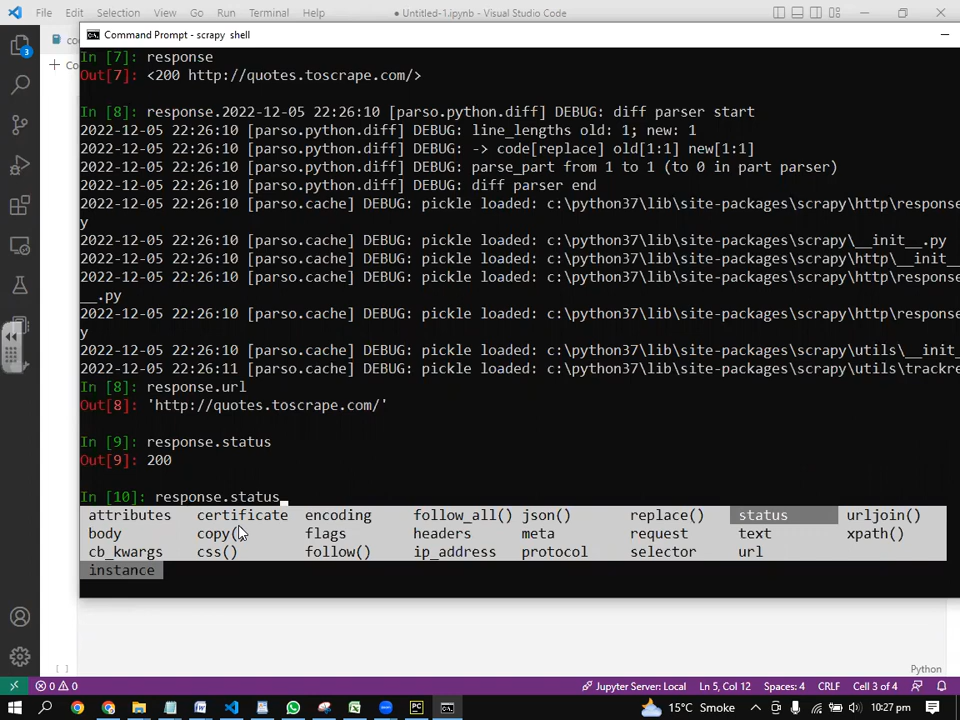 File Edit Selection View Go Run Terminal Help ● Untitled-1.ipynb - Visual Studio Code
Command Prompt - scrapy  shell
In [7]: response
Out[7]: <200 http://quotes.toscrape.com/>
In [8]: response.2022-12-05 22:26:10 [parso.python.diff] DEBUG: diff parser start
2022-12-05 22:26:10 [parso.python.diff] DEBUG: line_lengths old: 1; new: 1
2022-12-05 22:26:10 [parso.python.diff] DEBUG: -> code[replace] old[1:1] new[1:1]
2022-12-05 22:26:10 [parso.python.diff] DEBUG: parse_part from 1 to 1 (to 0 in part parser)
2022-12-05 22:26:10 [parso.python.diff] DEBUG: diff parser end
2022-12-05 22:26:10 [parso.cache] DEBUG: pickle loaded: c:\python37\lib\site-packages\scrapy\http\response
y
2022-12-05 22:26:10 [parso.cache] DEBUG: pickle loaded: c:\python37\lib\site-packages\scrapy\__init__.py
2022-12-05 22:26:10 [parso.cache] DEBUG: pickle loaded: c:\python37\lib\site-packages\scrapy\http\__init__
2022-12-05 22:26:10 [parso.cache] DEBUG: pickle loaded: c:\python37\lib\site-packages\scrapy\http\response
__.py
2022-12-05 22:26:10 [parso.cache] DEBUG: pickle loaded: c:\python37\lib\site-packages\scrapy\http\response
y
2022-12-05 22:26:10 [parso.cache] DEBUG: pickle loaded: c:\python37\lib\site-packages\scrapy\utils\__init_
2022-12-05 22:26:11 [parso.cache] DEBUG: pickle loaded: c:\python37\lib\site-packages\scrapy\utils\trackre
In [8]: response.url
Out[8]: 'http://quotes.toscrape.com/'
In [9]: response.status
Out[9]: 200
In [10]: response.status
attributes certificate encoding follow_all() json() replace() status urljoin()
body copy() flags headers meta request text xpath()
cb_kwargs css() follow() ip_address protocol selector url
instance
[ ] Python
0 0 Jupyter Server: Local Ln 5, Col 12 Spaces: 4 CRLF Cell 3 of 4
15°C Smoke 10:27 pm